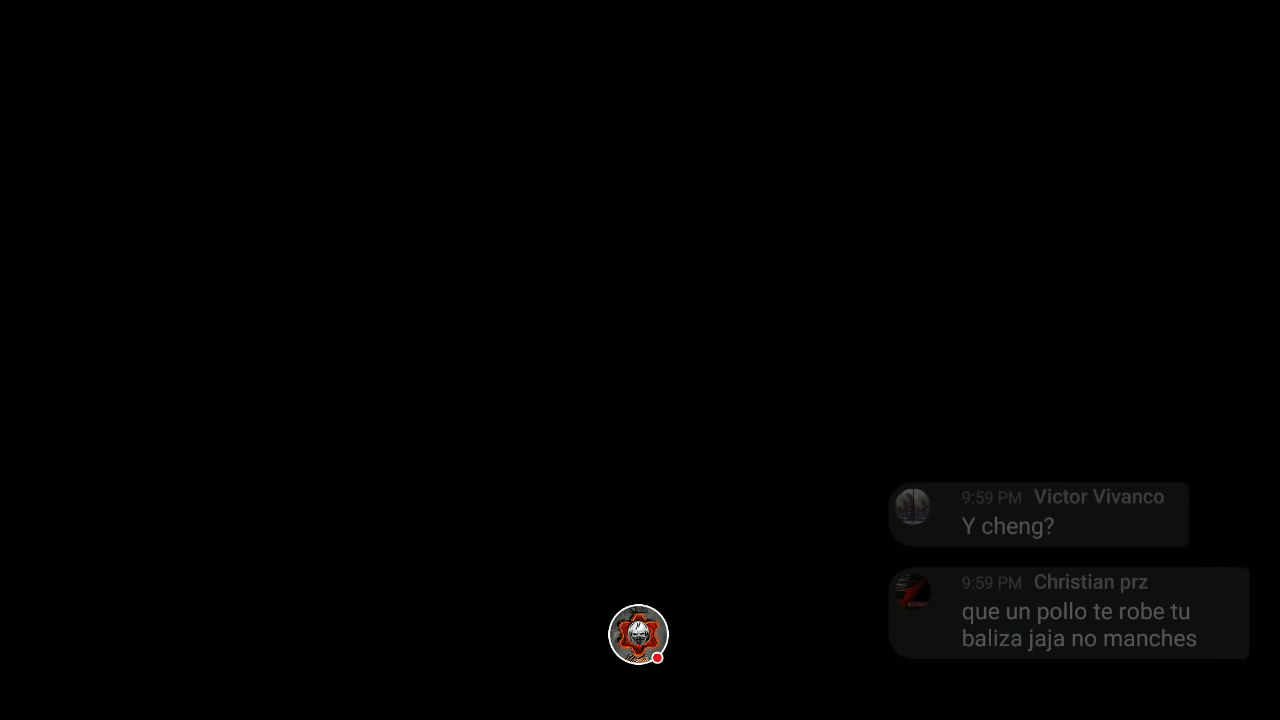 9:59 PM Victor Vivanco
Y cheng?
9:59 PM Christian prz
que un pollo te robe tu
baliza jaja no manches